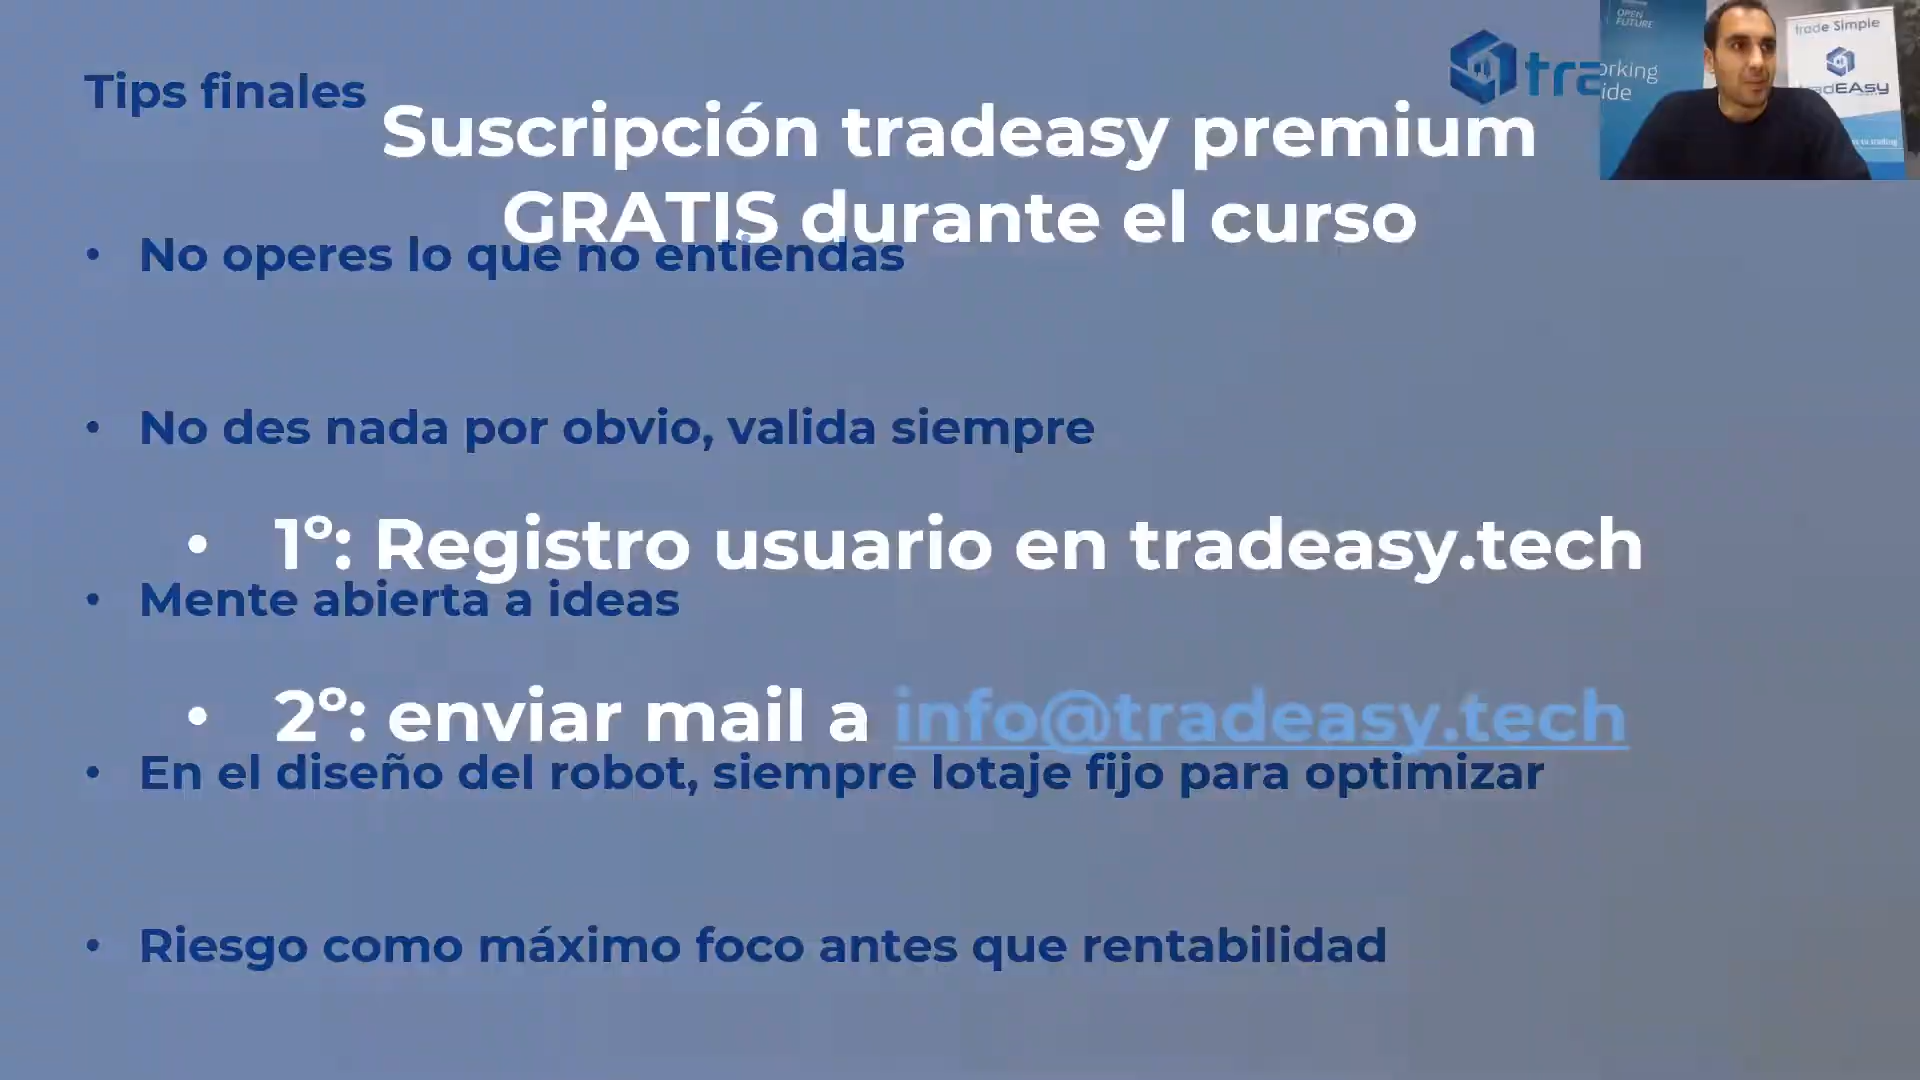 Tips finales
Suscripción tradeasy premium
GRATIS durante el curso
• No operes lo que no entiendas
• No des nada por obvio, valida siempre
• 1º: Registro usuario en tradeasy.tech
• Mente abierta a ideas
• 2º: enviar mail a info@tradeasy.tech
• En el diseño del robot, siempre lotaje fijo para optimizar
• Riesgo como máximo foco antes que rentabilidad
OPEN
FUTURE
trade Simple